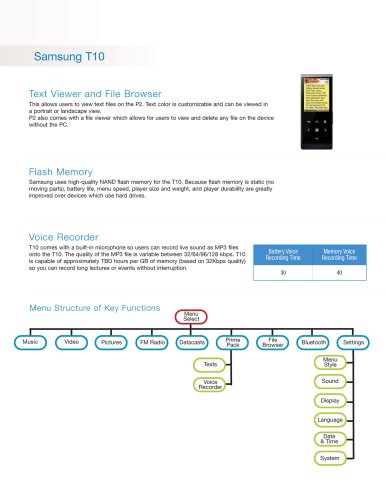 Samsung T10
Text Viewer and File Browser
This allows users to view text files on the P2. Text color is customizable and can be viewed in
a portrait or landscape view.
P2 also comes with a file viewer which allows for users to view and delete any file on the device
without the PC.
Flash Memory
Samsung uses high-quality NAND flash memory for the T10. Because flash memory is static (no
moving parts), battery life, menu speed, player size and weight, and player durability are greatly
improved over devices which use hard drives.
Voice Recorder
T10 comes with a built-in microphone so users can record live sound as MP3 files
onto the T10. The quality of the MP3 file is variable between 32/64/96/128 kbps. T10
is capable of approximately TBD hours per GB of memory (based on 32Kbps quality)
so you can record long lectures or events without interruption.
Battery Voice
Recording Time
Memory Voice
Recording Time
30
40
Menu Structure of Key Functions
Menu
Select
Music
Video
Pictures
FM Radio
Datacasts
Prime
Pack
File
Browser
Bluetooth
Settings
Texts
Voice
Recorder
Menu
Style
Sound
Display
Language
Date
& Time
System